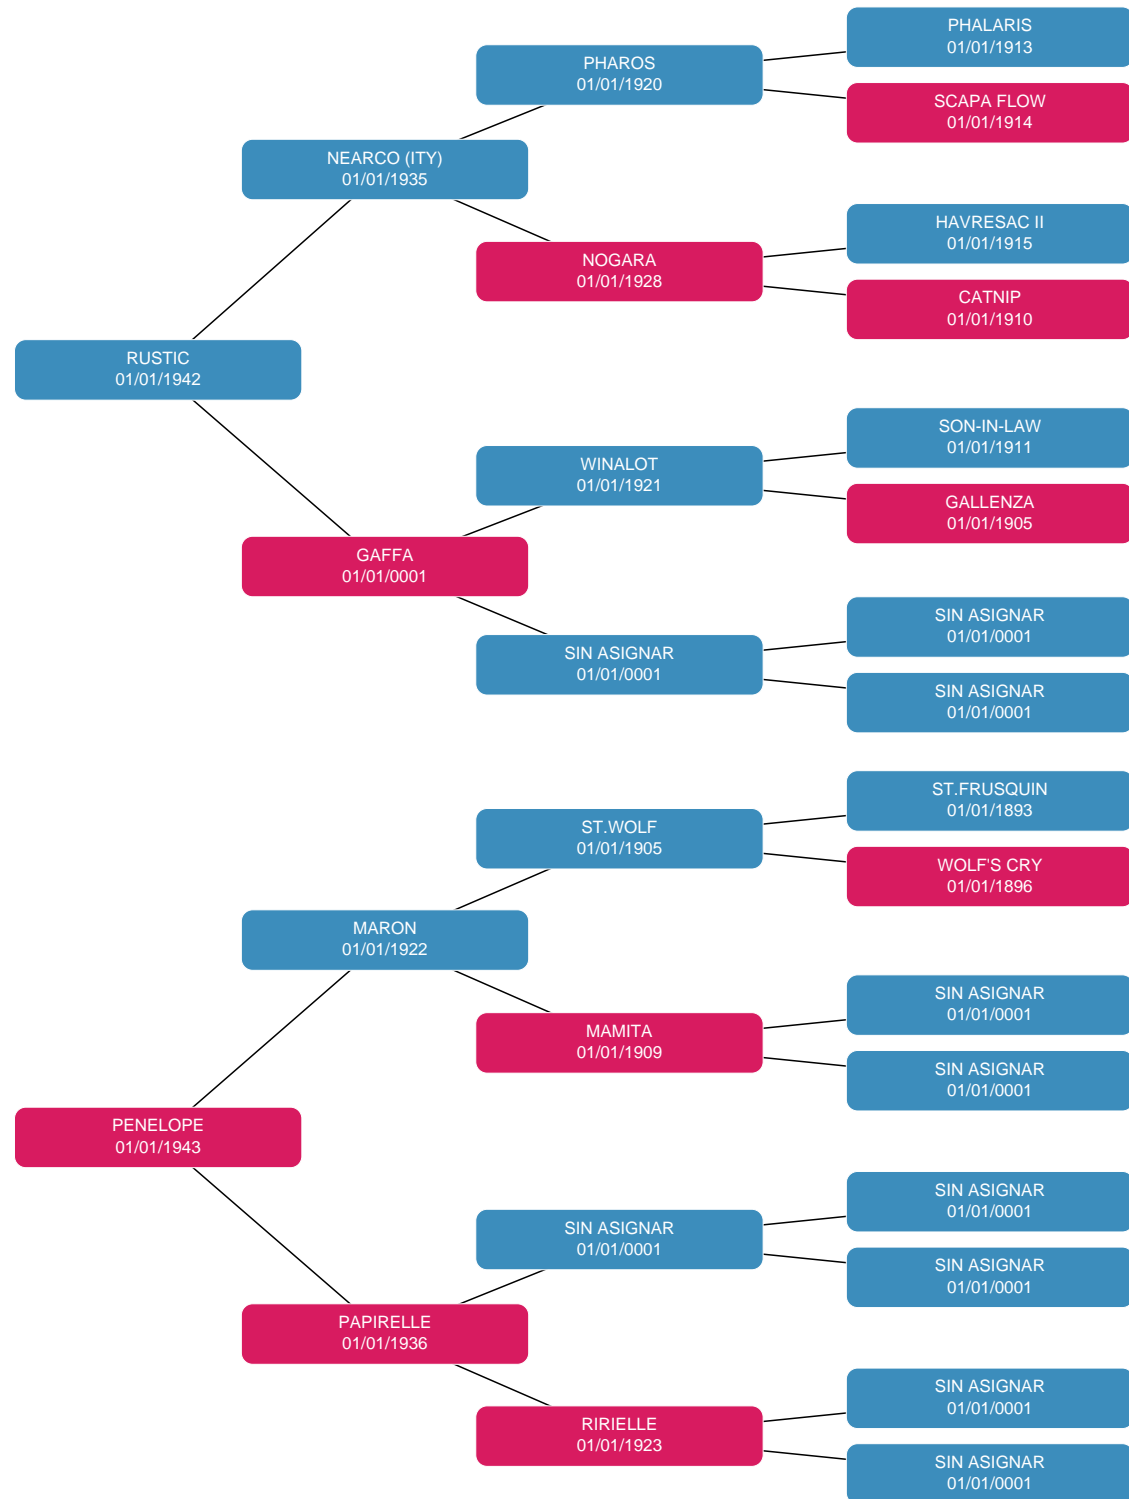 PHALARIS
01/01/1913
PHAROS
01/01/1920
SCAPA FLOW
01/01/1914
NEARCO (ITY)
01/01/1935
HAVRESAC II
01/01/1915
NOGARA
01/01/1928
CATNIP
01/01/1910
RUSTIC
01/01/1942
SON-IN-LAW
01/01/1911
WINALOT
01/01/1921
GALLENZA
01/01/1905
GAFFA
01/01/0001
SIN ASIGNAR
01/01/0001
SIN ASIGNAR
01/01/0001
SIN ASIGNAR
01/01/0001
ST.FRUSQUIN
01/01/1893
ST.WOLF
01/01/1905
WOLF'S CRY
01/01/1896
MARON
01/01/1922
SIN ASIGNAR
01/01/0001
MAMITA
01/01/1909
SIN ASIGNAR
01/01/0001
PENELOPE
01/01/1943
SIN ASIGNAR
01/01/0001
SIN ASIGNAR
01/01/0001
SIN ASIGNAR
01/01/0001
PAPIRELLE
01/01/1936
SIN ASIGNAR
01/01/0001
RIRIELLE
01/01/1923
SIN ASIGNAR
01/01/0001